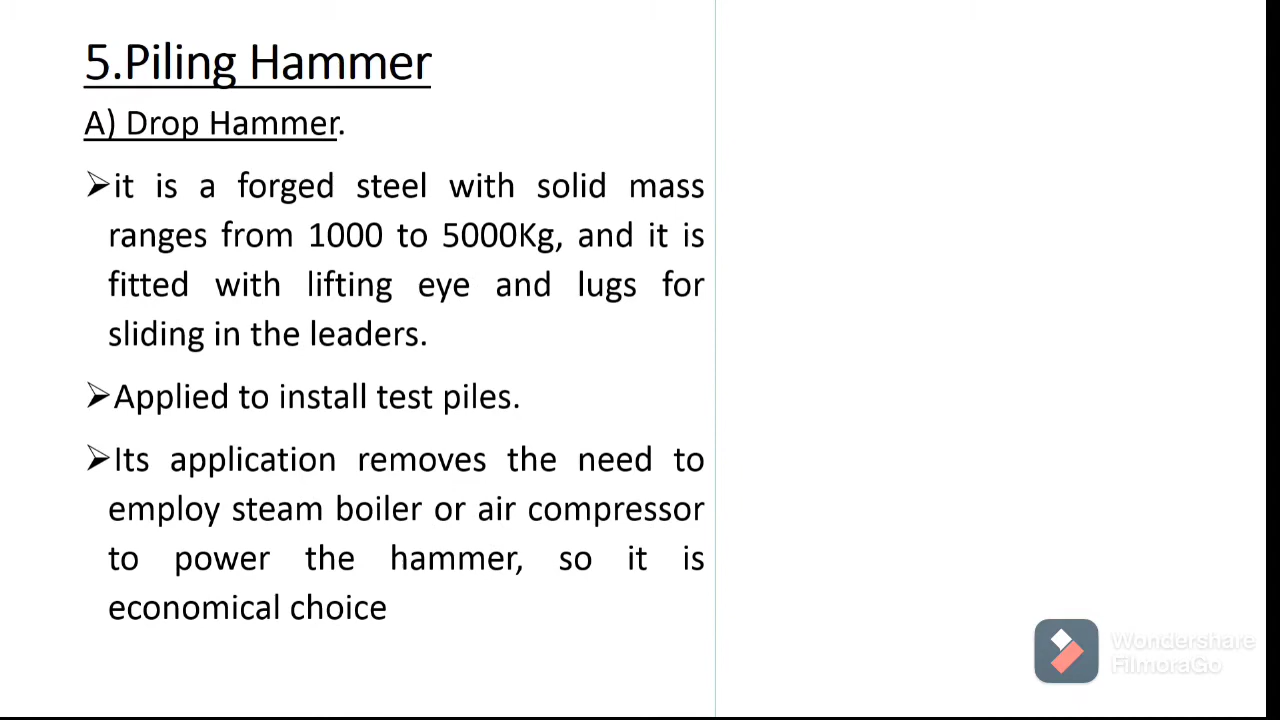 5.Piling Hammer
A) Drop Hammer.
➢it is a forged steel with solid mass
ranges from 1000 to 5000Kg, and it is
fitted with lifting eye and lugs for
sliding in the leaders.
➢Applied to install test piles.
➢Its application removes the need to
employ steam boiler or air compressor
to power the hammer, so it is
economical choice
Wondershare
FilmoraGo